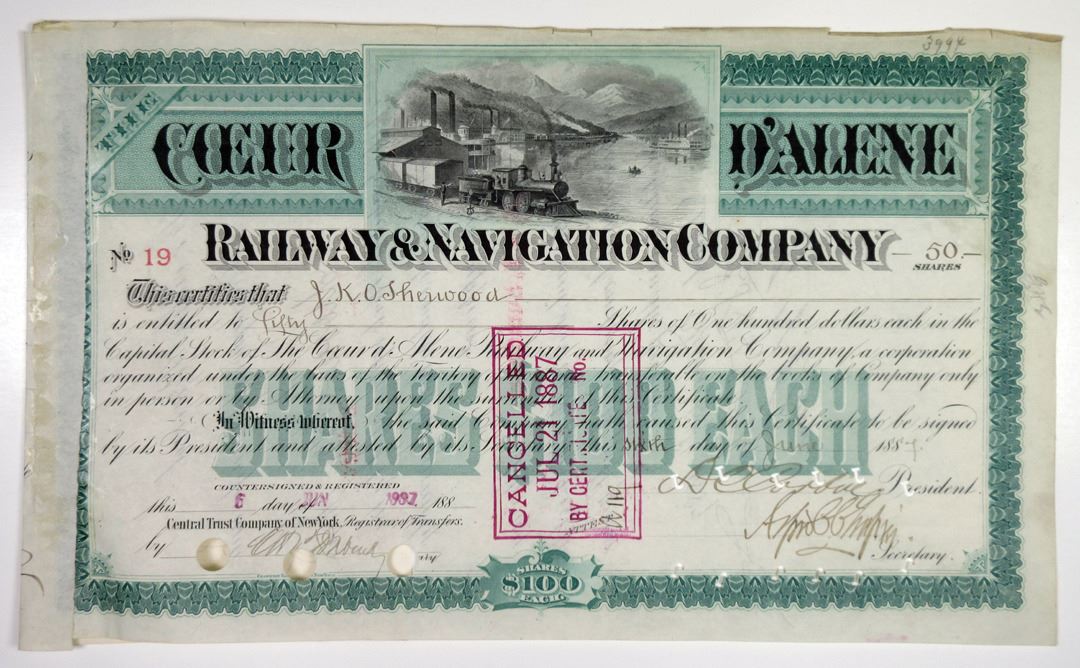 3994
THE
CŒUR D'ALENE
RAILWAY & NAVIGATION COMPANY
No 19
50.
SHARES
This certifies that J. K. O. Sherwood
is entitled to Fifty Shares of One hundred dollars each in the
Capital Stock of The Coeur d'Alene Railway and Navigation Company, a corporation
organized under the laws of the Territory of transferable on the books of Company only
in person or by Attorney upon the surrender of this Certificate
In Witness whereof, the said Company hath caused this Certificate to be signed
by its President and attested by its Secretary this Sixth day of June 1887.
SHARES $100 EACH
CANCELLED
JUL 21 1887
BY CERT. No.
COUNTERSIGNED & REGISTERED
this 6 day of JUN 188
Central Trust Company of New York, Registrar of Transfers.
by
President.
ATTEST
Secretary.
SHARES
$100
EACH